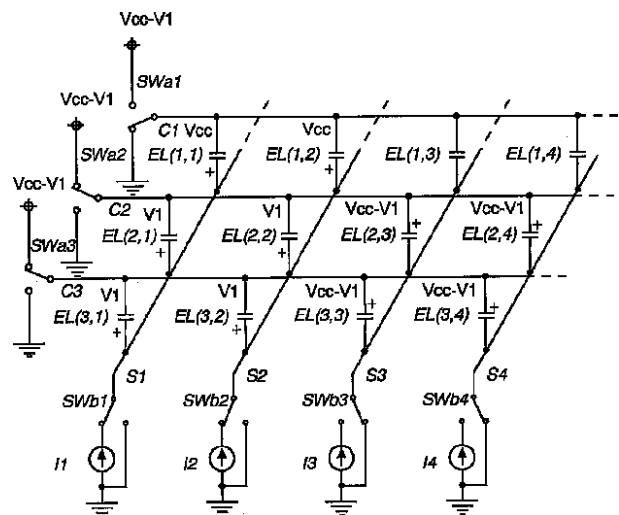 Vcc-V1
SWa1
Vcc-V1
C1 Vcc
Vcc
EL(1,1)
+
EL(1,2)
+
EL(1,3)
EL(1,4)
SWa2
Vcc-V1
C2
V1
V1
Vcc-V1
+
Vcc-V1
+
EL(2,1)
+
EL(2,2)
+
EL(2,3)
EL(2,4)
SWa3
C3
V1
V1
Vcc-V1
+
Vcc-V1
+
EL(3,1)
+
EL(3,2)
+
EL(3,3)
EL(3,4)
S1
S2
S3
S4
SWb1
SWb2
SWb3
SWb4
I1
I2
I3
I4